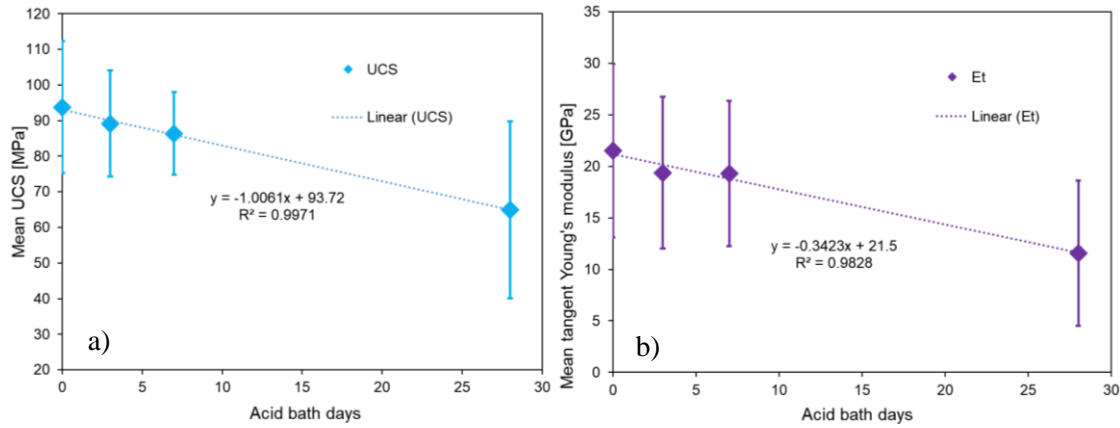 120
110
100
90
80
70
60
50
40
30
20
Mean UCS [MPa]
UCS
Linear (UCS)
y = -1.0061x + 93.72
R² = 0.9971
a)
0 5 10 15 20 25 30
Acid bath days
35
30
25
20
15
10
5
0
Mean tangent Young's modulus [GPa]
Et
Linear (Et)
y = -0.3423x + 21.5
R² = 0.9828
b)
0 5 10 15 20 25 30
Acid bath days